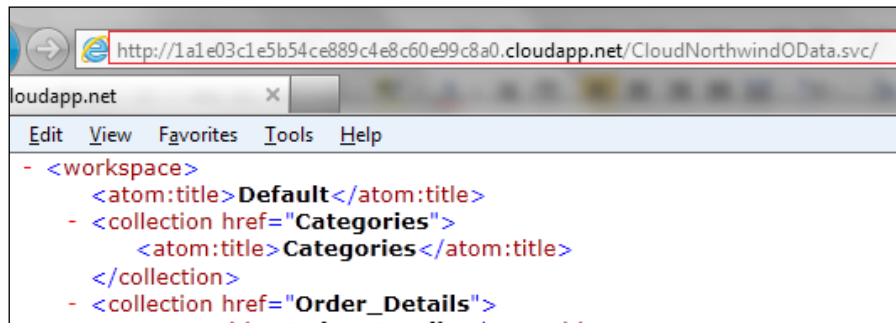 http://1a1e03c1e5b54ce889c4e8c60e99c8a0.cloudapp.net/CloudNorthwindOData.svc/
loudapp.net
Edit View Favorites Tools Help
- <workspace>
<atom:title>Default</atom:title>
- <collection href="Categories">
<atom:title>Categories</atom:title>
</collection>
- <collection href="Order_Details">